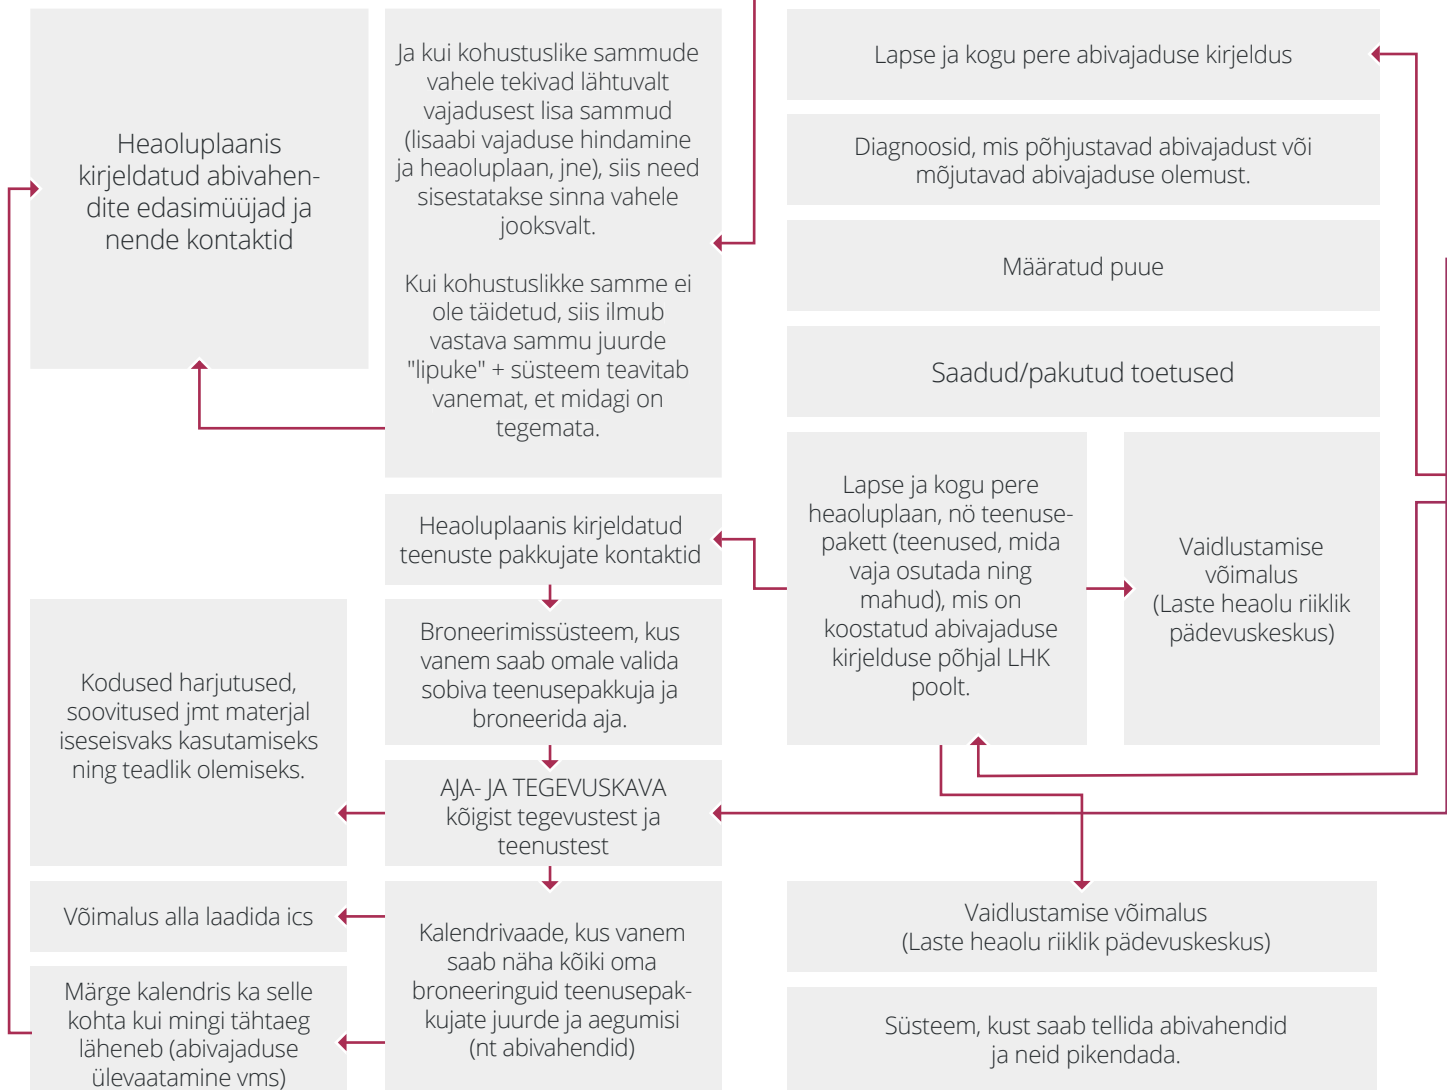 Heaoluplaanis
kirjeldatud abivahen-
dite edasimüüjad ja
nende kontaktid
Ja kui kohustuslike sammude
vahele tekivad lähtuvalt
vajadusest lisa sammud
(lisaabi vajaduse hindamine
ja heaoluplaan, jne), siis need
sisestatakse sinna vahele
jooksvalt.
Kui kohustuslikke samme ei
ole täidetud, siis ilmub
vastava sammu juurde
"lipuke" + süsteem teavitab
vanemat, et midagi on
tegemata.
Lapse ja kogu pere abivajaduse kirjeldus
Diagnoosid, mis põhjustavad abivajadust või
mõjutavad abivajaduse olemust.
Määratud puue
Saadud/pakutud toetused
Lapse ja kogu pere
heaoluplaan, nö teenuse-
pakett (teenused, mida
vaja osutada ning
mahud), mis on
koostatud abivajaduse
kirjelduse põhjal LHK
poolt.
Vaidlustamise
võimalus
(Laste heaolu riiklik
pädevuskeskus)
Heaoluplaanis kirjeldatud
teenuste pakkujate kontaktid
Broneerimissüsteem, kus
vanem saab omale valida
sobiva teenusepakkuja ja
broneerida aja.
Kodused harjutused,
soovitused jmt materjal
iseseisvaks kasutamiseks
ning teadlik olemiseks.
AJA- JA TEGEVUSKAVA
kõigist tegevustest ja
teenustest
Võimalus alla laadida ics
Kalendrivaade, kus vanem
saab näha kõiki oma
broneeringuid teenusepak-
kujate juurde ja aegumisi
(nt abivahendid)
Märge kalendris ka selle
kohta kui mingi tähtaeg
läheneb (abivajaduse
ülevaatamine vms)
Vaidlustamise võimalus
(Laste heaolu riiklik pädevuskeskus)
Süsteem, kust saab tellida abivahendid
ja neid pikendada.